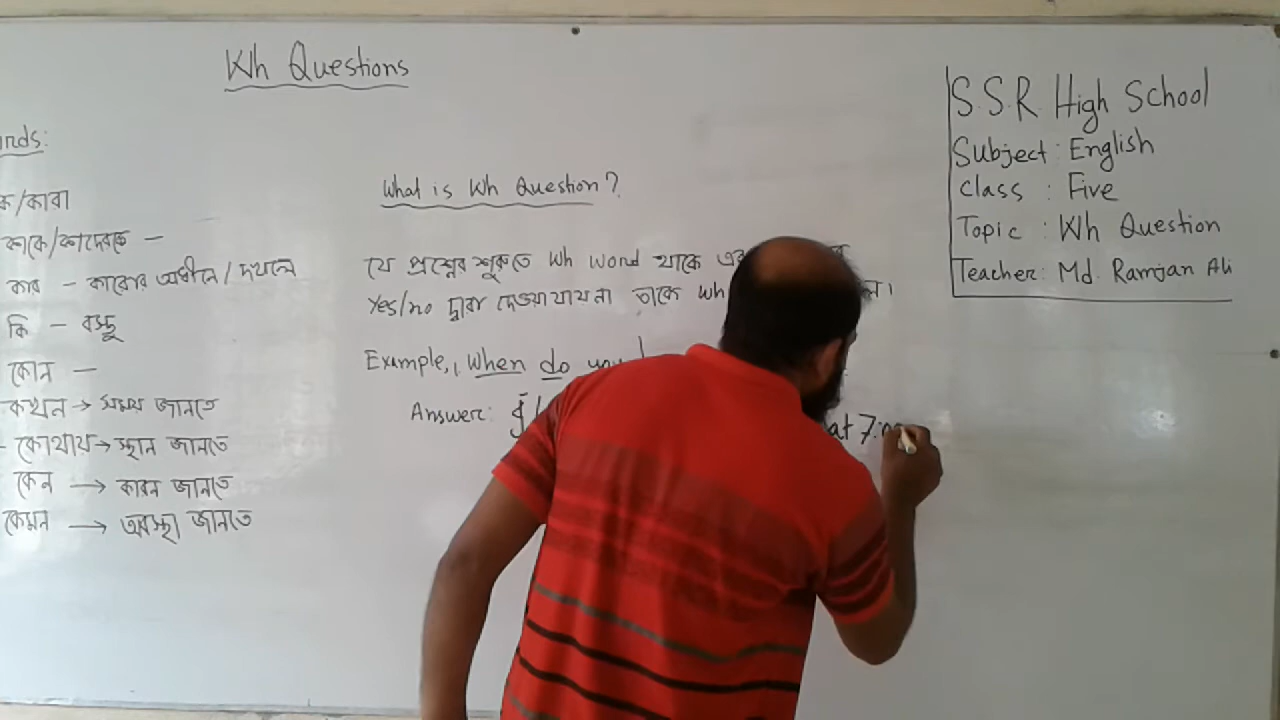 Wh Questions
S.S.R. High School
Subject : English
Class : Five
Topic : Wh Question
Teacher : Md. Ramjan Ali
কে/কারা
কাকে/কাদেরকে –
কার – কারোর অধীনে/দখলে
কি – বস্তু
কোন –
কখন → সময় জানতে
- কোথায় → স্থান জানতে
কেন → কারন জানতে
কেমন → অবস্থা জানতে
What is Wh Question?
যে প্রশ্নের শুরুতে Wh word থাকে
Yes/no দ্বারা দেওয়া যায় না তাকে Wh
Example, When do you
Answer: I
at 7: